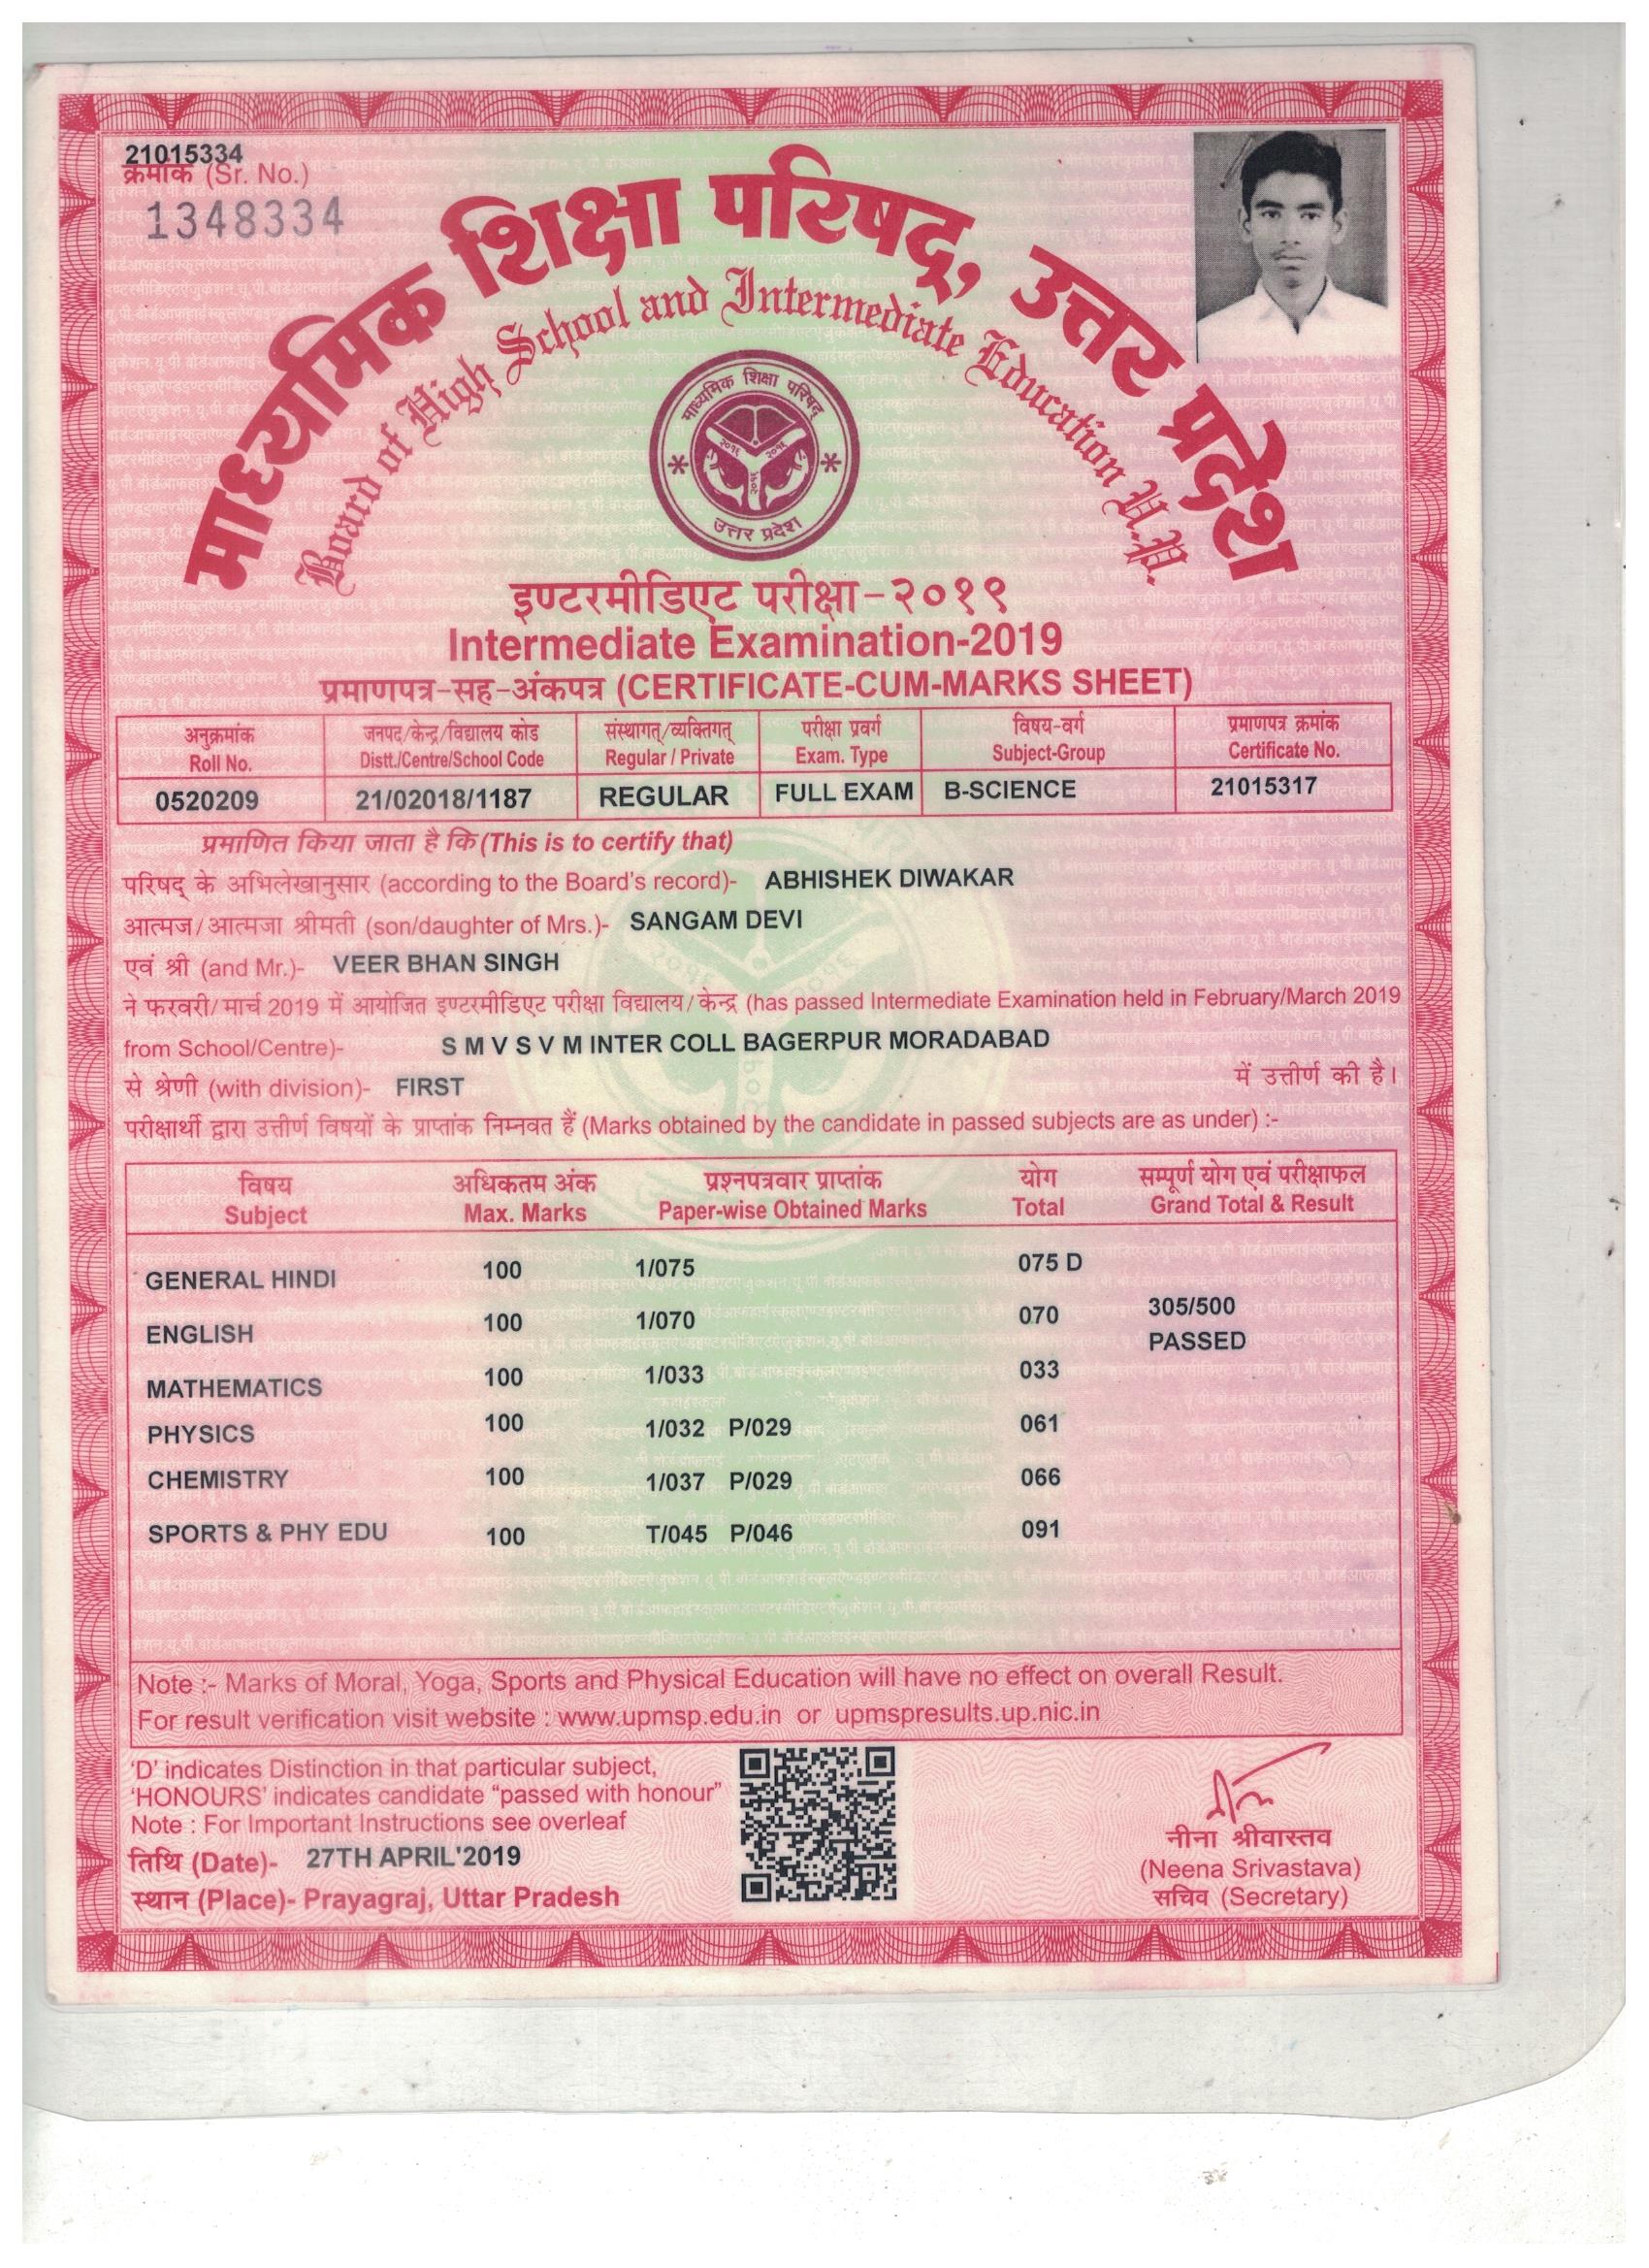 21015334
क्रमांक (Sr. No.)
1348334
माध्यमिक शिक्षा परिषद्, उत्तर प्रदेश
Board of High School and Intermediate Education U.P.
माध्यमिक शिक्षा परिषद्
२०१६ २०१६
२०१६
उत्तर प्रदेश
इण्टरमीडिएट परीक्षा-२०१९
Intermediate Examination-2019
प्रमाणपत्र-सह-अंकपत्र (CERTIFICATE-CUM-MARKS SHEET)
अनुक्रमांक जनपद/केन्द्र/विद्यालय कोड संस्थागत्/व्यक्तिगत् परीक्षा प्रवर्ग विषय-वर्ग प्रमाणपत्र क्रमांक
Roll No. Distt./Centre/School Code Regular / Private Exam. Type Subject-Group Certificate No.
0520209 21/02018/1187 REGULAR FULL EXAM B-SCIENCE 21015317
प्रमाणित किया जाता है कि (This is to certify that)
परिषद् के अभिलेखानुसार (according to the Board's record)- ABHISHEK DIWAKAR
आत्मज/आत्मजा श्रीमती (son/daughter of Mrs.)- SANGAM DEVI
एवं श्री (and Mr.)- VEER BHAN SINGH
ने फरवरी/मार्च 2019 में आयोजित इण्टरमीडिएट परीक्षा विद्यालय/केन्द्र (has passed Intermediate Examination held in February/March 2019
from School/Centre)- S M V S V M INTER COLL BAGERPUR MORADABAD
से श्रेणी (with division)- FIRST में उत्तीर्ण की है।
परीक्षार्थी द्वारा उत्तीर्ण विषयों के प्राप्तांक निम्नवत हैं (Marks obtained by the candidate in passed subjects are as under) :-
विषय अधिकतम अंक प्रश्नपत्रवार प्राप्तांक योग सम्पूर्ण योग एवं परीक्षाफल
Subject Max. Marks Paper-wise Obtained Marks Total Grand Total & Result
GENERAL HINDI 100 1/075 075 D
ENGLISH 100 1/070 070 305/500
PASSED
MATHEMATICS 100 1/033 033
PHYSICS 100 1/032 P/029 061
CHEMISTRY 100 1/037 P/029 066
SPORTS & PHY EDU 100 T/045 P/046 091
Note :- Marks of Moral, Yoga, Sports and Physical Education will have no effect on overall Result.
For result verification visit website : www.upmsp.edu.in or upmspresults.up.nic.in
'D' indicates Distinction in that particular subject,
'HONOURS' indicates candidate "passed with honour"
Note : For Important Instructions see overleaf
तिथि (Date)- 27TH APRIL'2019
स्थान (Place)- Prayagraj, Uttar Pradesh
नीना श्रीवास्तव
(Neena Srivastava)
सचिव (Secretary)